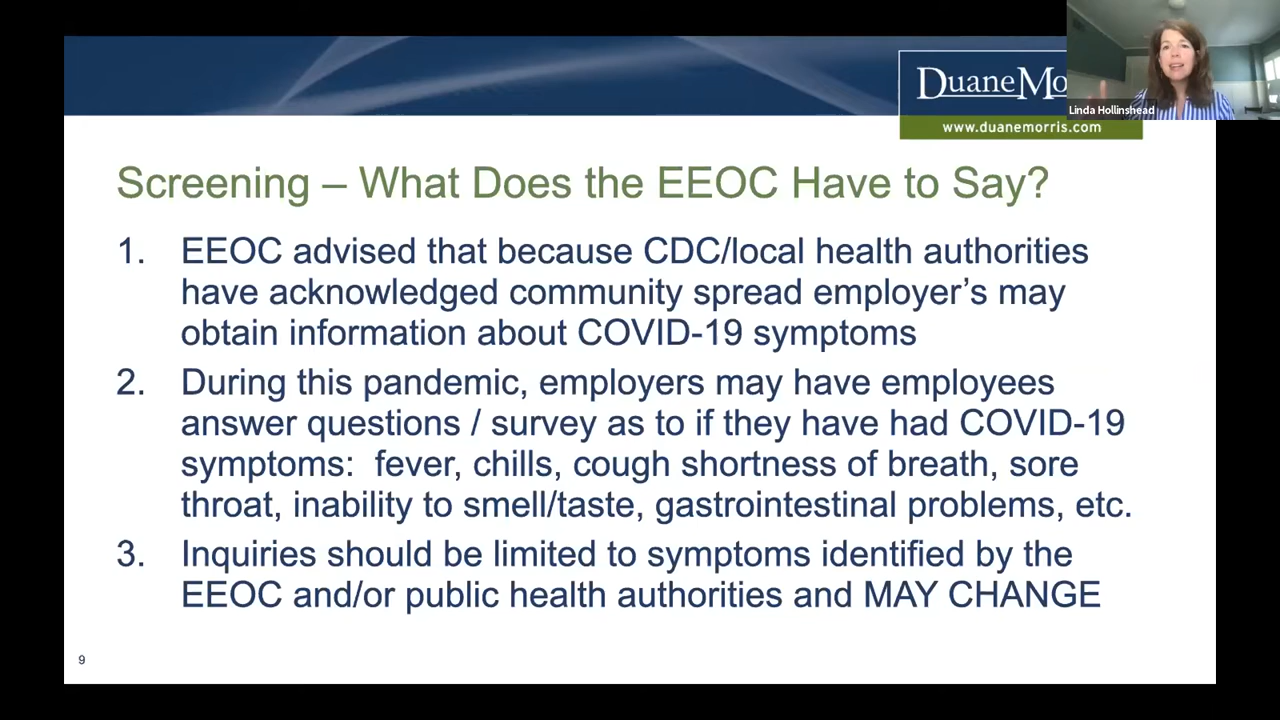 DuaneMo
Linda Hollinshead
www.duanemorris.com
Screening – What Does the EEOC Have to Say?
1. EEOC advised that because CDC/local health authorities
have acknowledged community spread employer’s may
obtain information about COVID-19 symptoms
2. During this pandemic, employers may have employees
answer questions / survey as to if they have had COVID-19
symptoms: fever, chills, cough shortness of breath, sore
throat, inability to smell/taste, gastrointestinal problems, etc.
3. Inquiries should be limited to symptoms identified by the
EEOC and/or public health authorities and MAY CHANGE
9